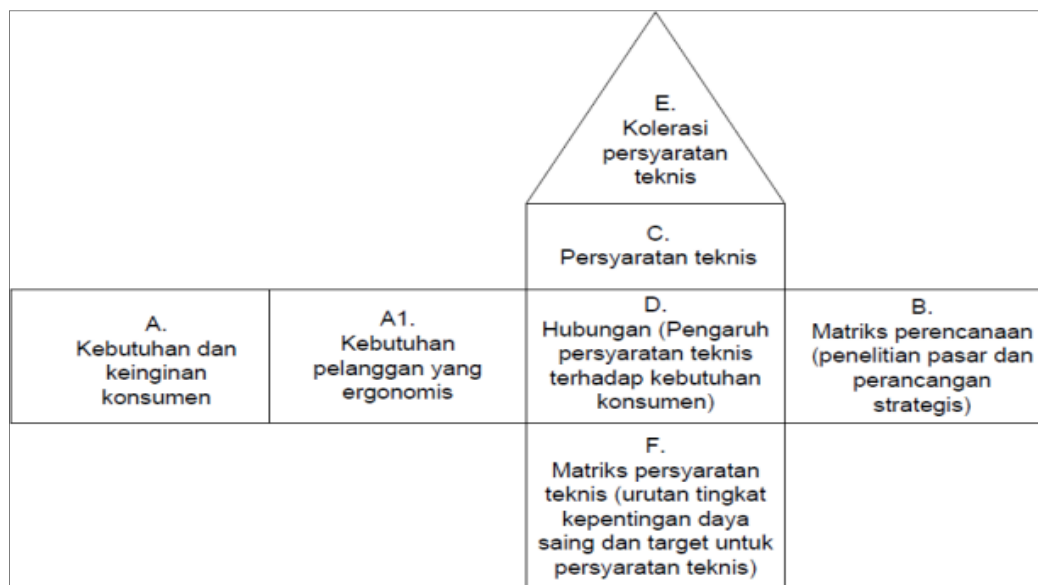 E.
Kolerasi
persyaratan
teknis
C.
Persyaratan teknis
A.
Kebutuhan dan
keinginan
konsumen
A1.
Kebutuhan
pelanggan yang
ergonomis
D.
Hubungan (Pengaruh
persyaratan teknis
terhadap kebutuhan
konsumen)
B.
Matriks perencanaan
(penelitian pasar dan
perancangan
strategis)
F.
Matriks persyaratan
teknis (urutan tingkat
kepentingan daya
saing dan target untuk
persyaratan teknis)